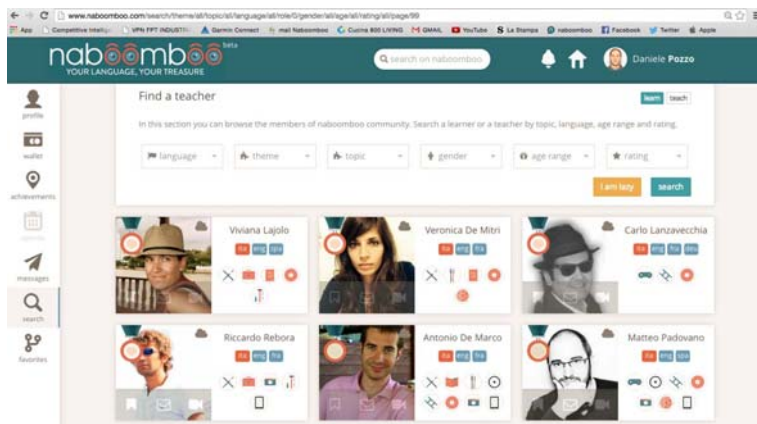 www.naboomboo.com/search/theme/all/topic/all/language/all/role/0/gender/all/age/all/rating/all/page/99
App
VPN FPT INDUSTRI
Garmin Connect
mail Naboomboo
Cucina 800 LIVING
GMAIL
YouTube
La Stampa
naboomboo
Facebook
Twitter
Apple
naboomboo beta
YOUR LANGUAGE, YOUR TREASURE
search on naboomboo
Daniele Pozzo
profile
wallet
achievements
messages
search
favorites
Find a teacher
learn teach
In this section you can browse the members of naboomboo community. Search a learner or a teacher by topic, language, age range and rating.
language theme topic gender age range rating
I am lazy search
Viviana Lajolo
ita eng spa
Veronica De Mitri
ita eng fra
Carlo Lanzavecchia
ita eng fra deu
Riccardo Rebora
ita eng fra
Antonio De Marco
ita eng fra
Matteo Padovano
ita eng spa